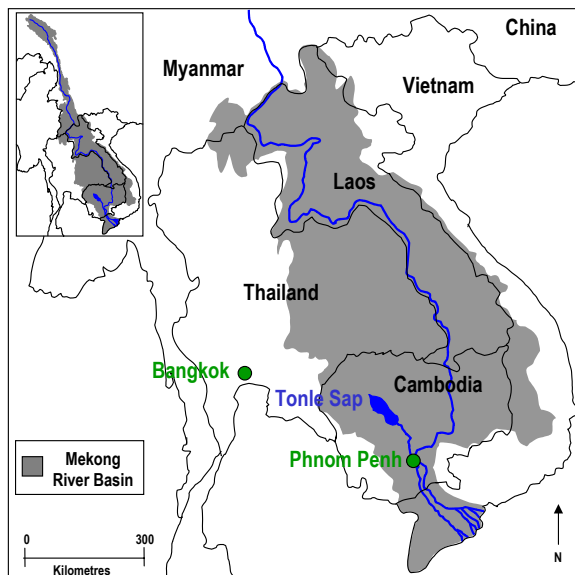 China
Myanmar
Vietnam
Laos
Thailand
Bangkok
Cambodia
Tonle Sap
Phnom Penh
Mekong
River Basin
0
300
Kilometres
N